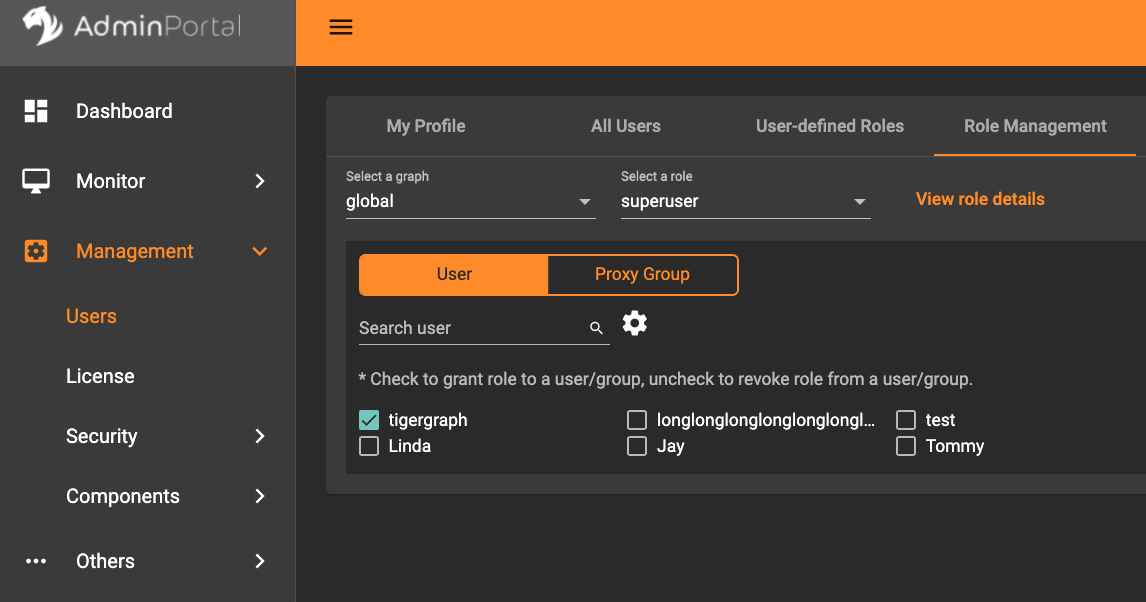 AdminPortal
Dashboard
Monitor
Management
Users
License
Security
Components
Others
My Profile
All Users
User-defined Roles
Role Management
Select a graph
global
Select a role
superuser
View role details
User
Proxy Group
Search user
* Check to grant role to a user/group, uncheck to revoke role from a user/group.
tigergraph
longlonglonglonglonglongl...
test
Linda
Jay
Tommy